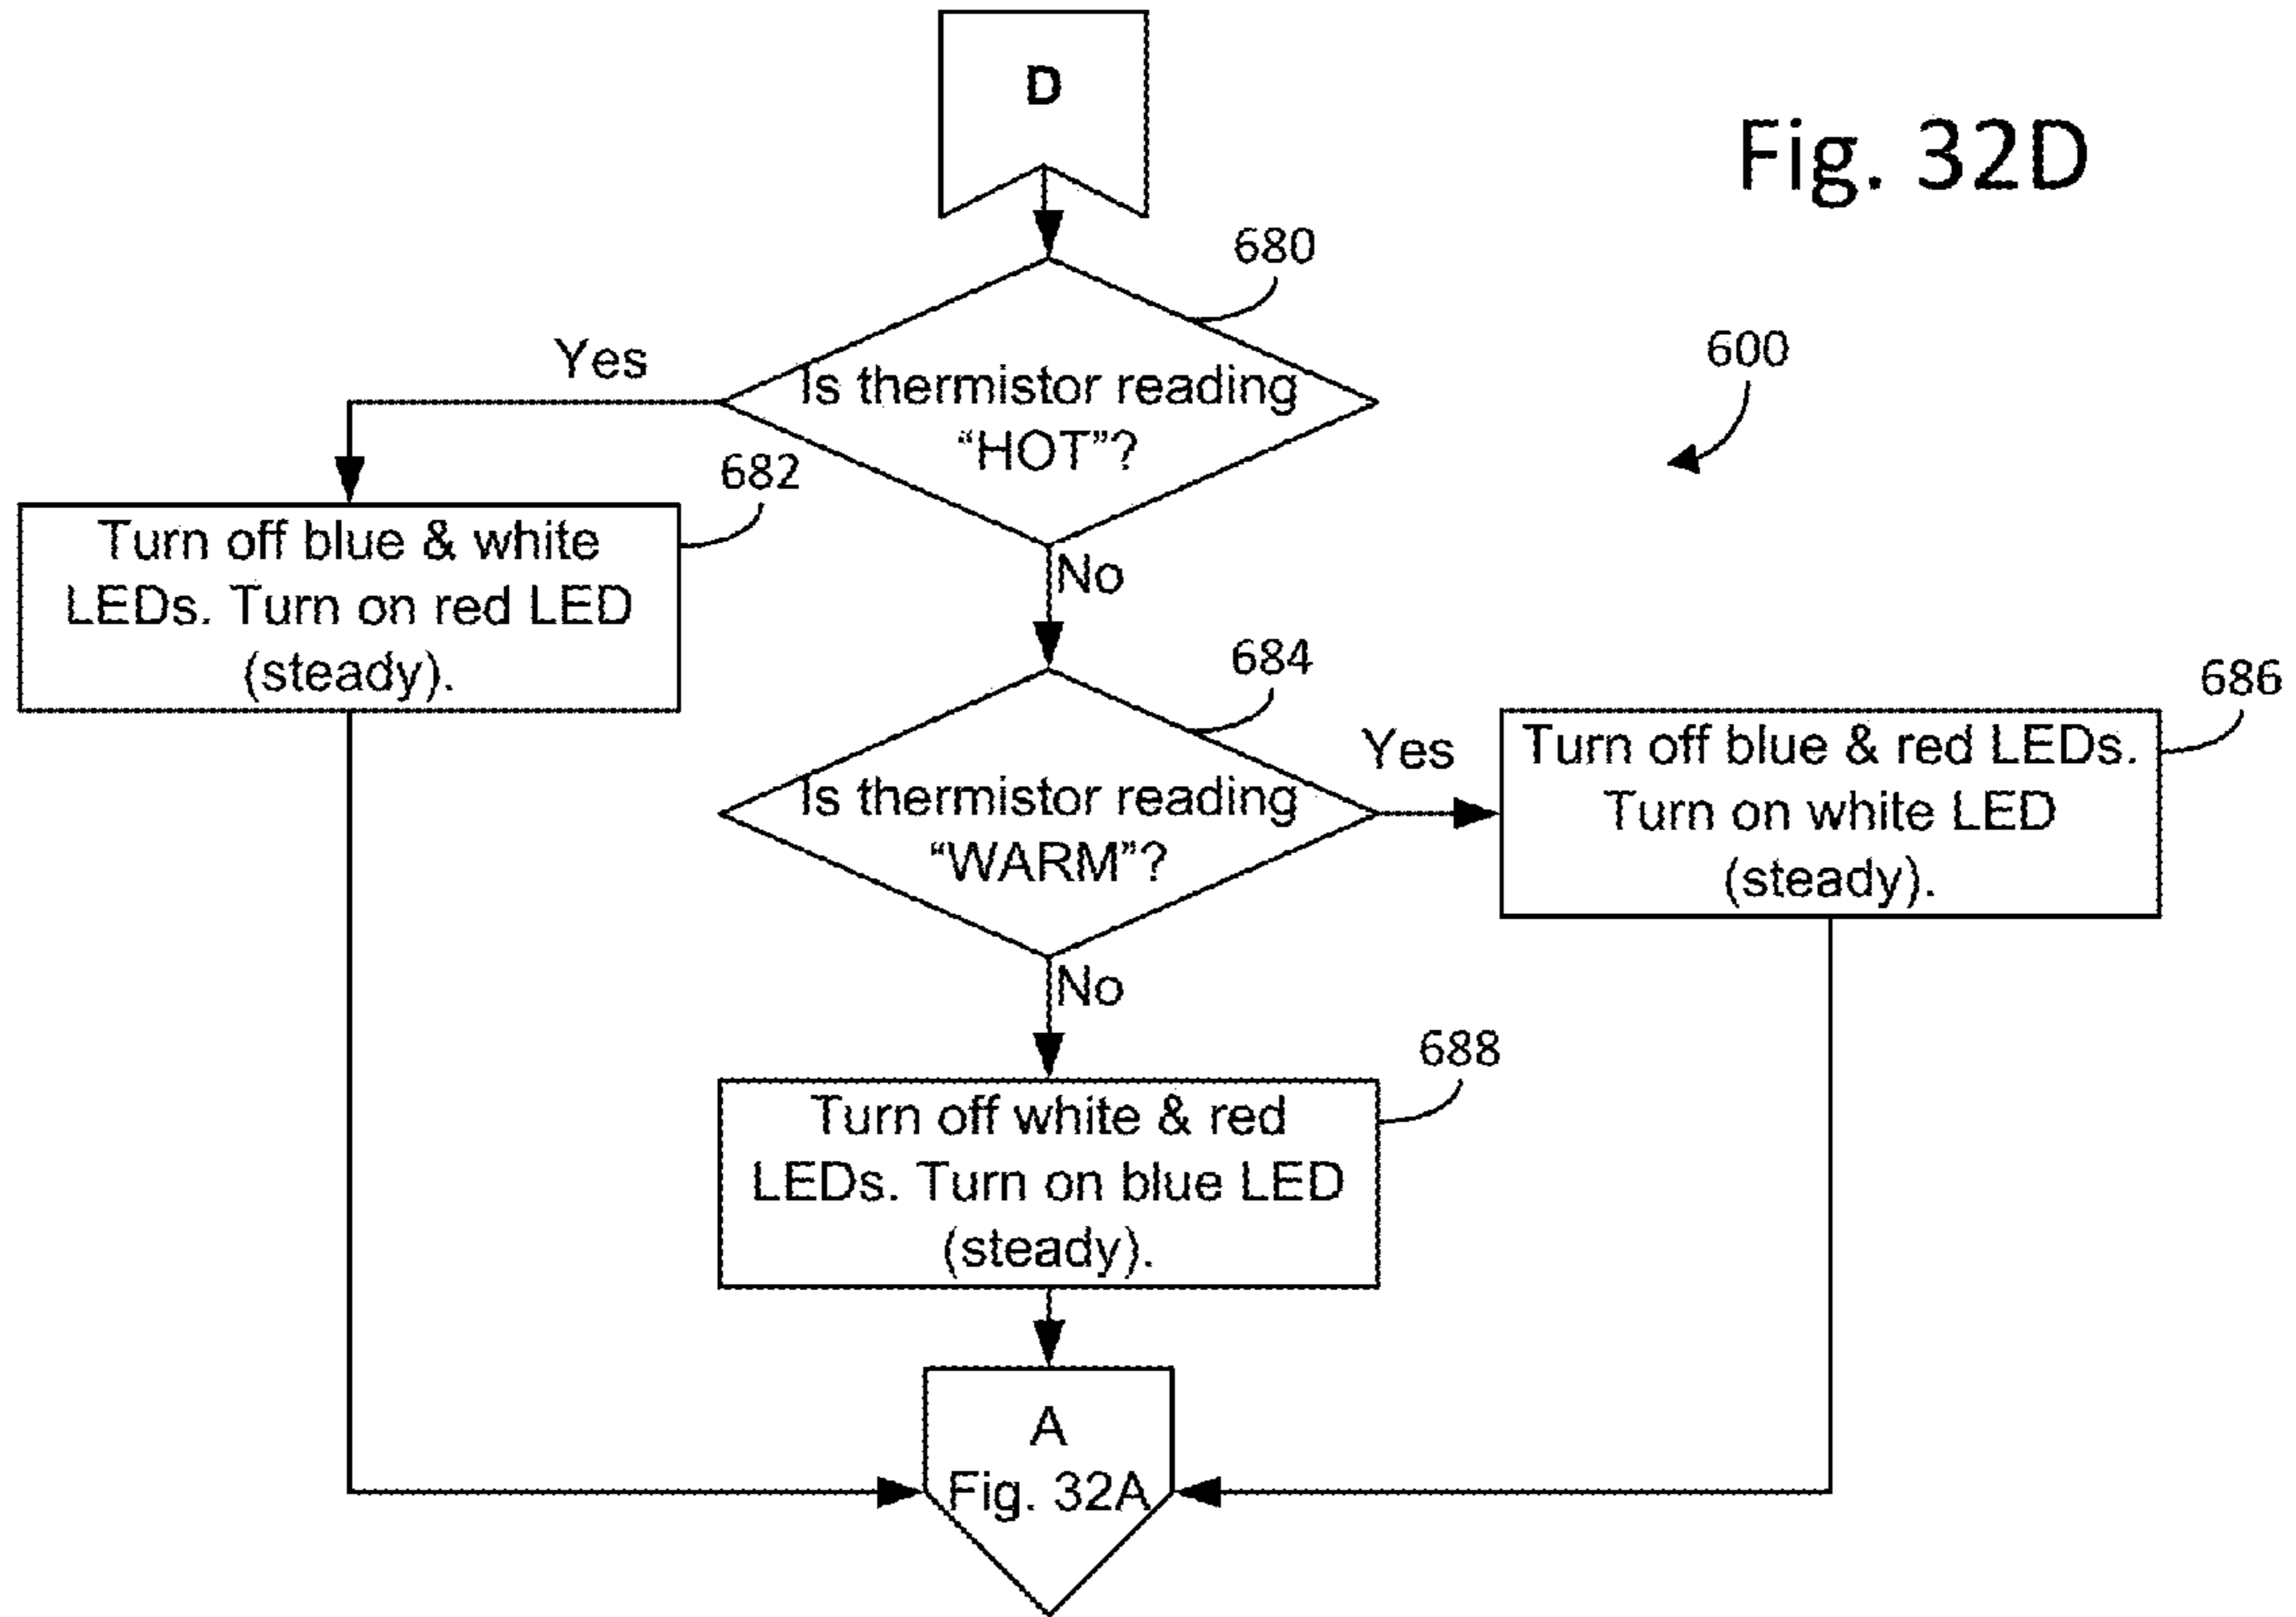 D
Fig. 32D
680
600
Yes
Is thermistor reading
“HOT”?
682
Turn off blue & white
LEDs. Turn on red LED
(steady).
No
684
686
Yes
Is thermistor reading
“WARM”?
Turn off blue & red LEDs.
Turn on white LED
(steady).
No
688
Turn off white & red
LEDs. Turn on blue LED
(steady).
A
Fig. 32A